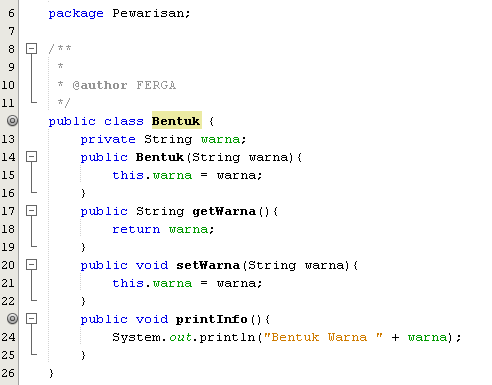 6 package Pewarisan;
7
8 /**
9 *
10 * @author FERGA
11 */
public class Bentuk {
13 private String warna;
14 public Bentuk(String warna){
15 this.warna = warna;
16 }
17 public String getWarna(){
18 return warna;
19 }
20 public void setWarna(String warna){
21 this.warna = warna;
22 }
public void printInfo(){
24 System.out.println("Bentuk Warna " + warna);
25 }
26 }